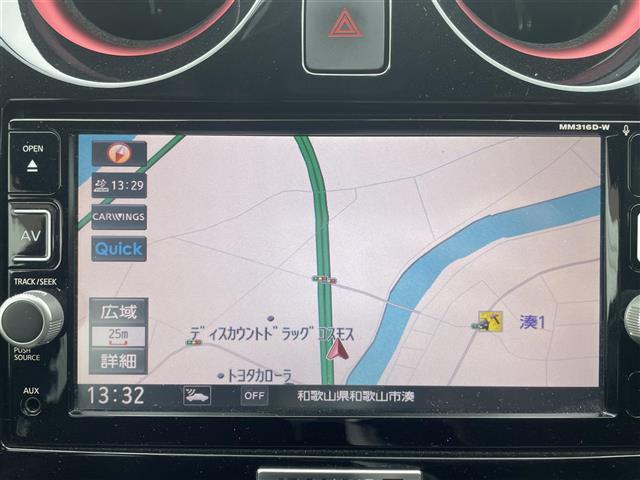 MM316D-W
OPEN
AV
TRACK/SEEK
PUSH
SOURCE
AUX
13:29
CARWINGS
Quick
広域
25m
詳細
湊1
ディスカウントドラッグコスモス
トヨタカローラ
13:32
OFF
和歌山県和歌山市湊